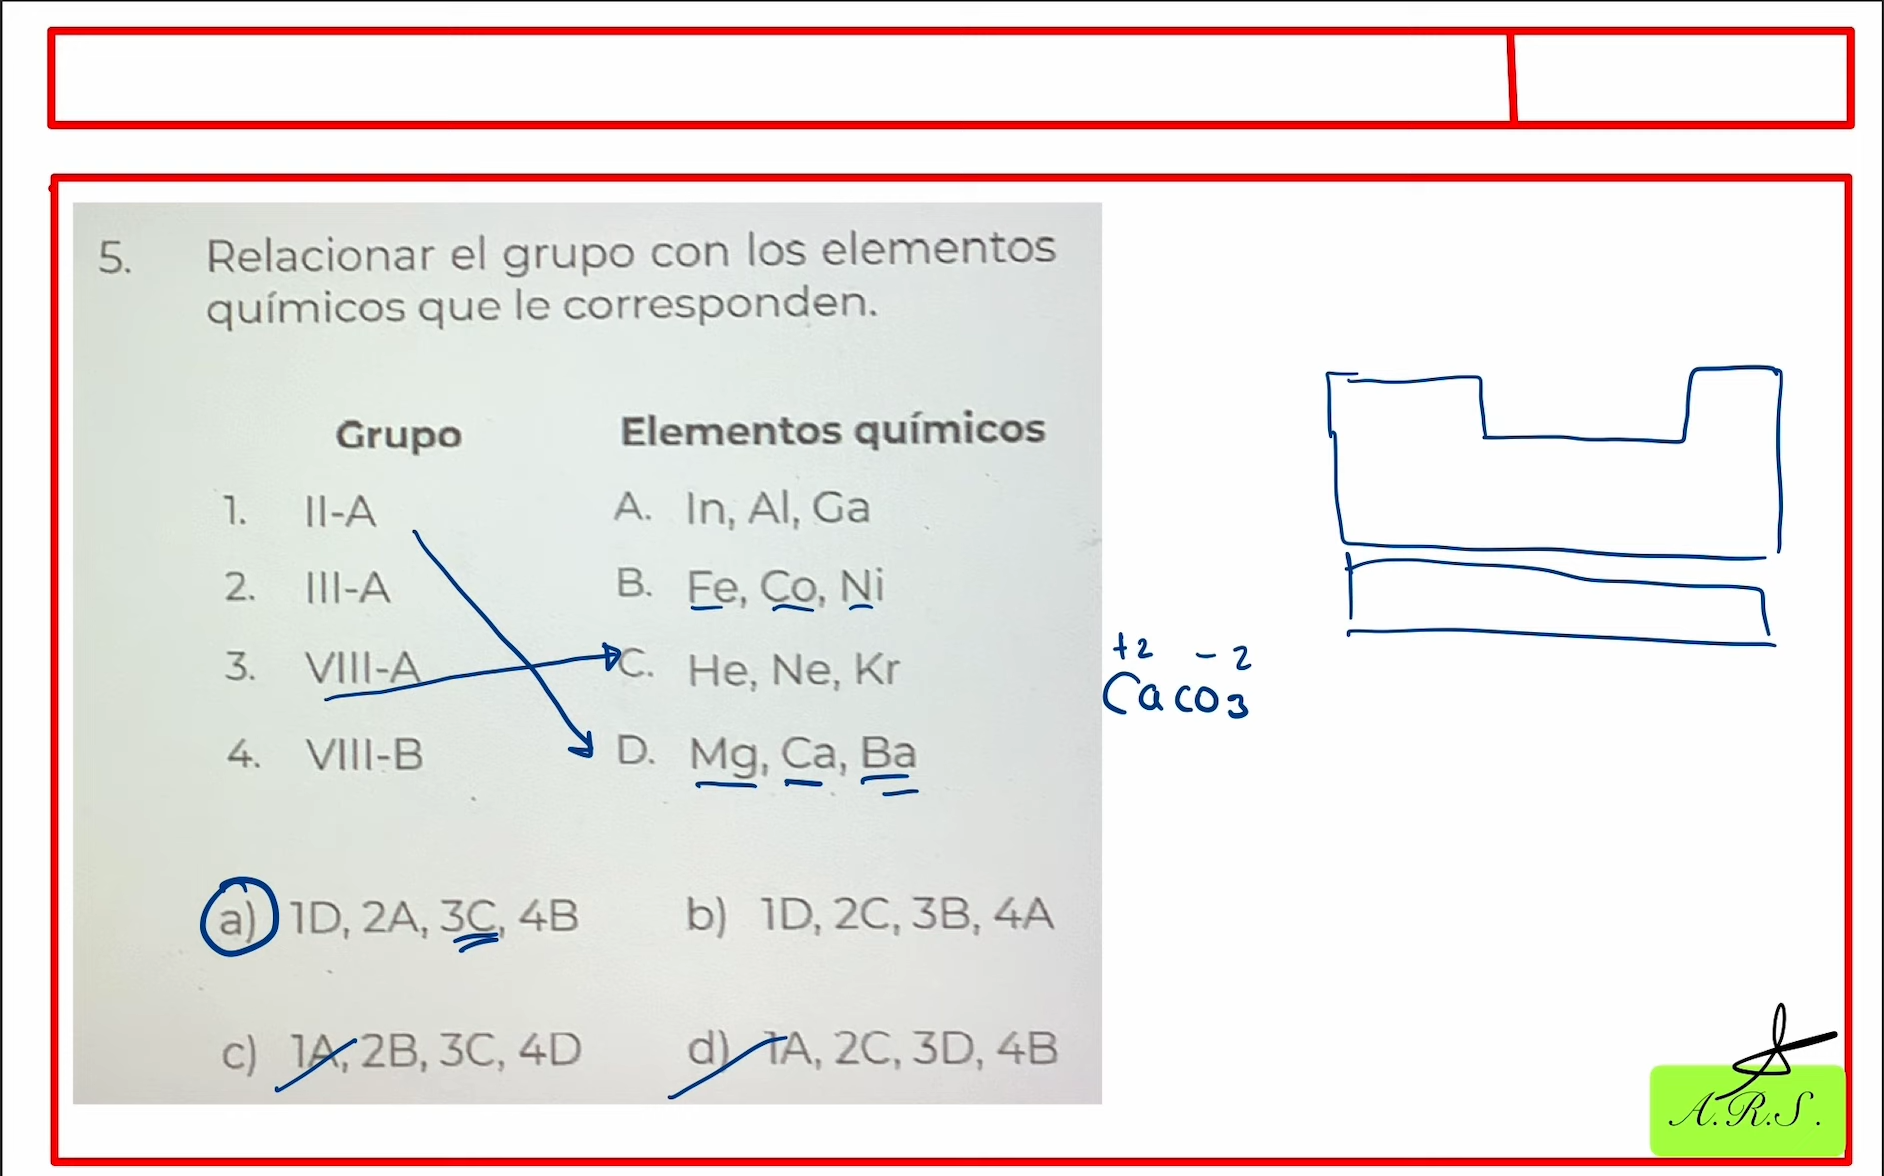 5. Relacionar el grupo con los elementos
químicos que le corresponden.
Grupo Elementos químicos
1. II-A A. In, Al, Ga
2. III-A B. Fe, Co, Ni
3. VIII-A C. He, Ne, Kr
4. VIII-B D. Mg, Ca, Ba
+2 -2
CaCO3
a) 1D, 2A, 3C, 4B b) 1D, 2C, 3B, 4A
c) 1A, 2B, 3C, 4D d) 1A, 2C, 3D, 4B
A.R.S.